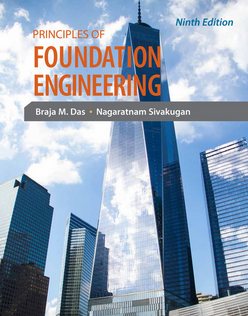 Ninth Edition
PRINCIPLES OF
FOUNDATION
ENGINEERING
Braja M. Das • Nagaratnam Sivakugan